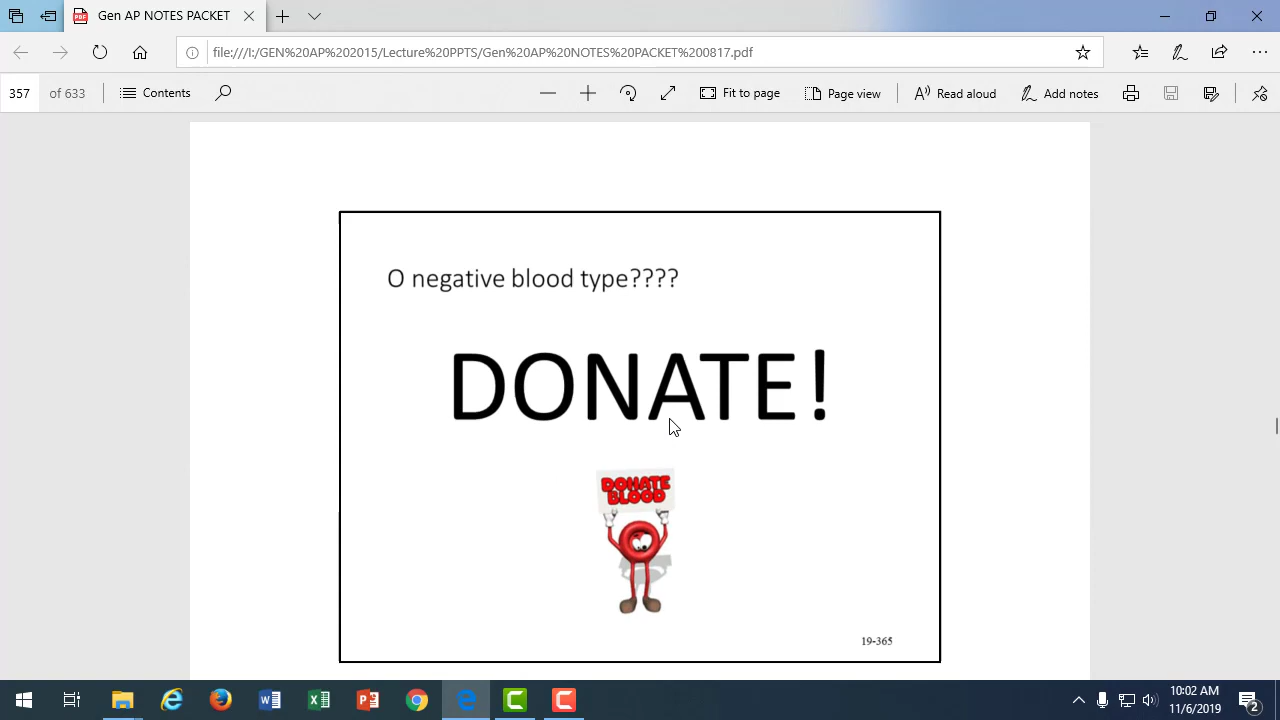 Gen AP NOTES PACKET
file:///I:/GEN%20AP%202015/Lecture%20PPTS/Gen%20AP%20NOTES%20PACKET%200817.pdf
357 of 633 Contents Fit to page Page view Read aloud Add notes
O negative blood type????
DONATE!
DONATE
BLOOD
19-365
10:02 AM
11/6/2019
2